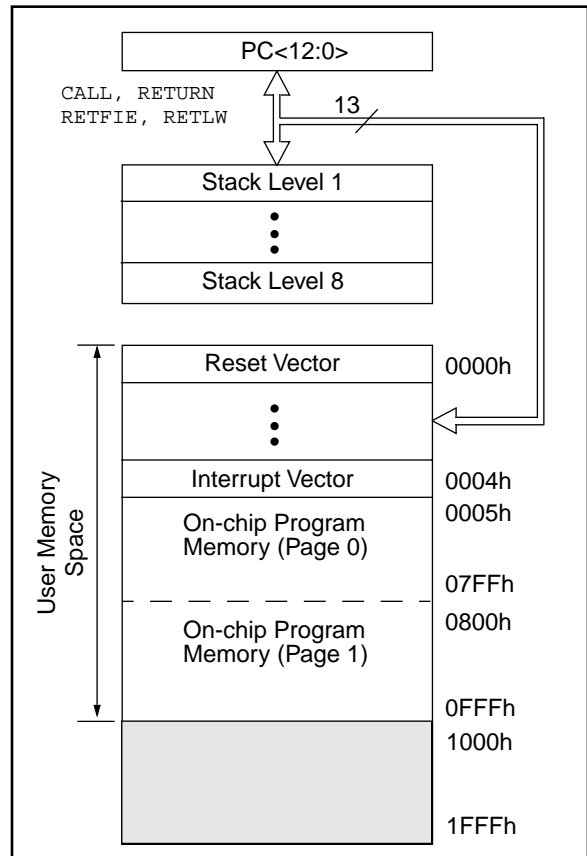 PC<12:0>
CALL, RETURN
RETFIE, RETLW
13
Stack Level 1
Stack Level 8
User Memory
Space
Reset Vector
0000h
Interrupt Vector
0004h
0005h
On-chip Program
Memory (Page 0)
07FFh
0800h
On-chip Program
Memory (Page 1)
0FFFh
1000h
1FFFh